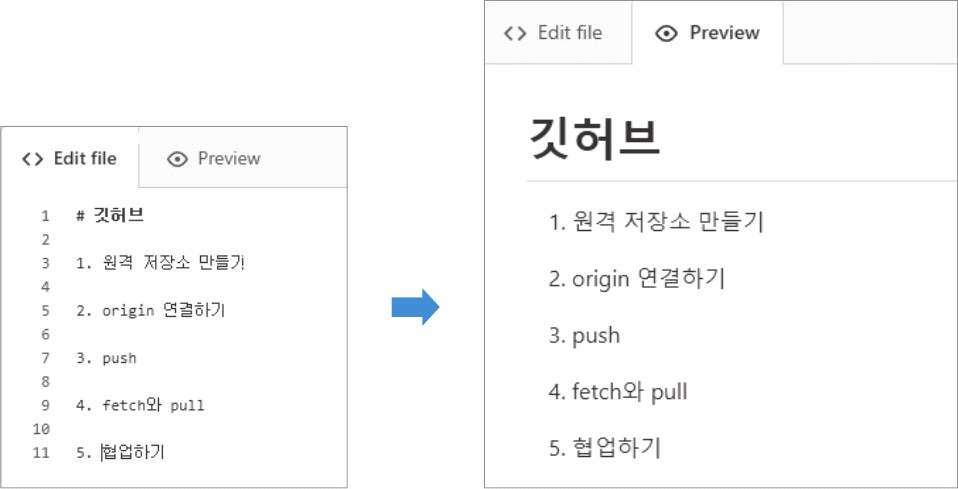 Edit file Preview
1 # 깃허브
2
3 1. 원격 저장소 만들기
4
5 2. origin 연결하기
6
7 3. push
8
9 4. fetch와 pull
10
11 5. 협업하기
Edit file Preview
깃허브
1. 원격 저장소 만들기
2. origin 연결하기
3. push
4. fetch와 pull
5. 협업하기